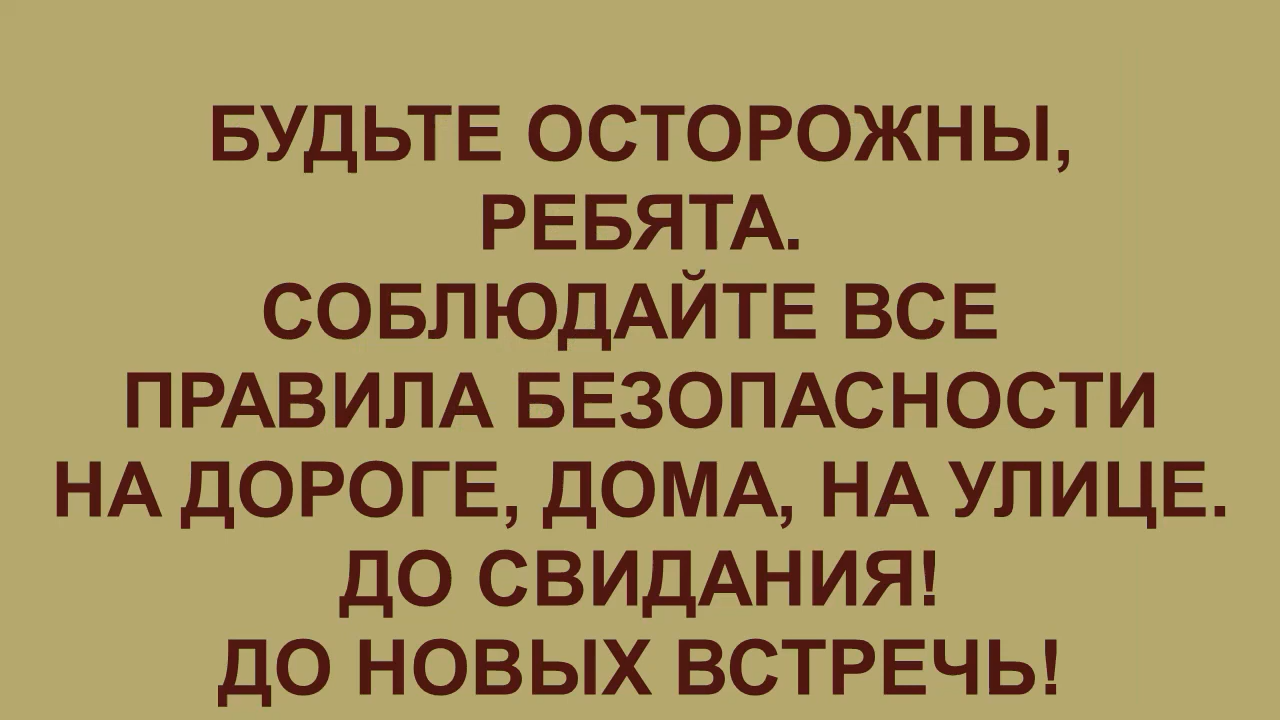 БУДЬТЕ ОСТОРОЖНЫ,
РЕБЯТА.
СОБЛЮДАЙТЕ ВСЕ
ПРАВИЛА БЕЗОПАСНОСТИ
НА ДОРОГЕ, ДОМА, НА УЛИЦЕ.
ДО СВИДАНИЯ!
ДО НОВЫХ ВСТРЕЧЬ!